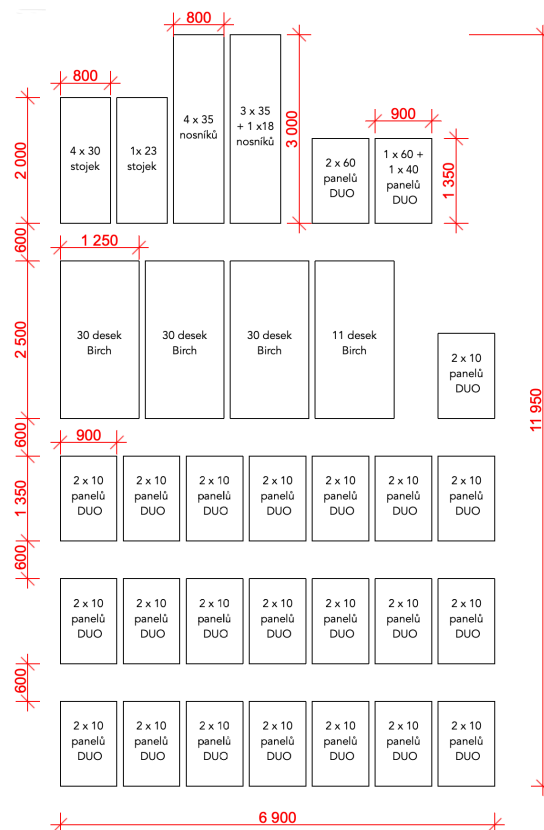 800
800
900
4 x 30
stojek
1x 23
stojek
4 x 35
nosníků
3 x 35
+ 1 x18
nosníků
2 x 60
panelů
DUO
1 x 60 +
1 x 40
panelů
DUO
2 000
3 000
1 350
600
1 250
30 desek
Birch
30 desek
Birch
30 desek
Birch
11 desek
Birch
2 x 10
panelů
DUO
2 500
11 950
600
900
2 x 10
panelů
DUO
2 x 10
panelů
DUO
2 x 10
panelů
DUO
2 x 10
panelů
DUO
2 x 10
panelů
DUO
2 x 10
panelů
DUO
2 x 10
panelů
DUO
1 350
600
2 x 10
panelů
DUO
2 x 10
panelů
DUO
2 x 10
panelů
DUO
2 x 10
panelů
DUO
2 x 10
panelů
DUO
2 x 10
panelů
DUO
2 x 10
panelů
DUO
600
2 x 10
panelů
DUO
2 x 10
panelů
DUO
2 x 10
panelů
DUO
2 x 10
panelů
DUO
2 x 10
panelů
DUO
2 x 10
panelů
DUO
2 x 10
panelů
DUO
6 900